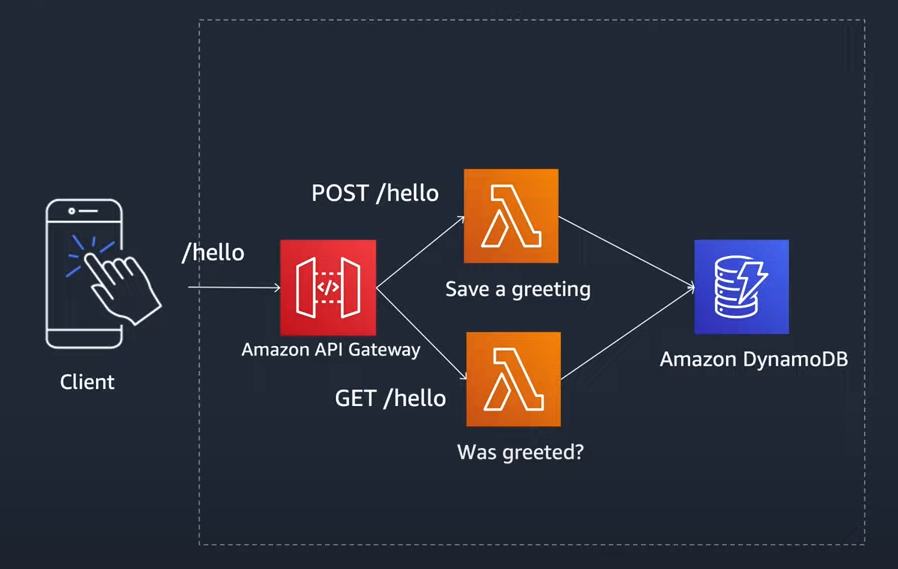 POST /hello
/hello
Save a greeting
Amazon API Gateway
Amazon DynamoDB
Client
GET /hello
Was greeted?